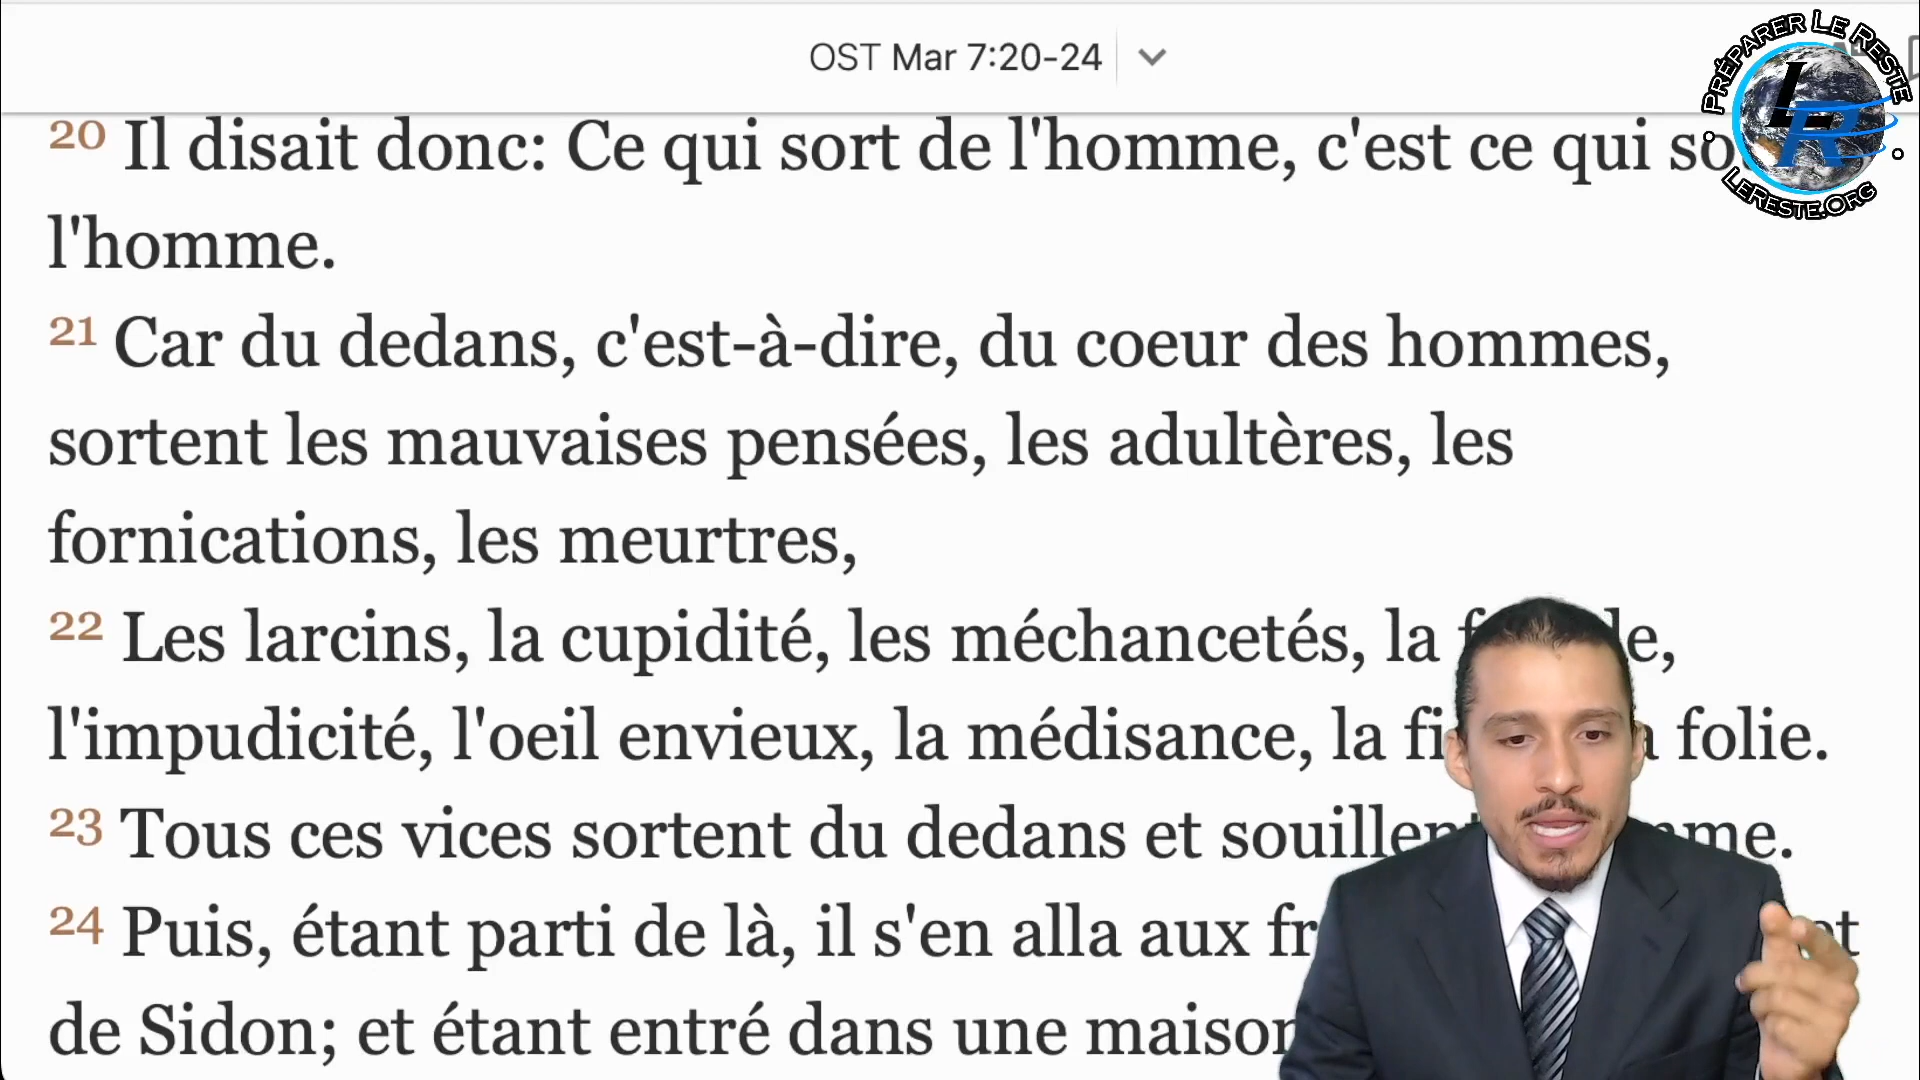 OST Mar 7:20-24
PRÉPARER LE RESTE
LERESTE.ORG
20 Il disait donc: Ce qui sort de l'homme, c'est ce qui
l'homme.
21 Car du dedans, c'est-à-dire, du coeur des hommes,
sortent les mauvaises pensées, les adultères, les
fornications, les meurtres,
22 Les larcins, la cupidité, les méchancetés, la
l'impudicité, l'oeil envieux, la médisance, la folie.
23 Tous ces vices sortent du dedans et
24 Puis, étant parti de là, il s'en alla aux et
de Sidon; et étant entré dans une